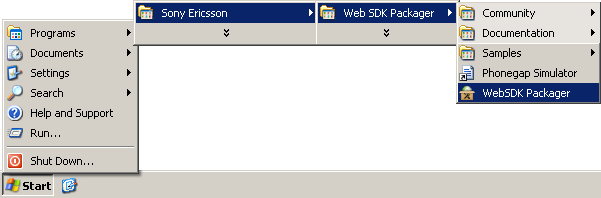 Sony Ericsson
Web SDK Packager
Community
Documentation
Samples
Phonegap Simulator
WebSDK Packager
Programs
Documents
Settings
Search
Help and Support
Run...
Shut Down...
Start